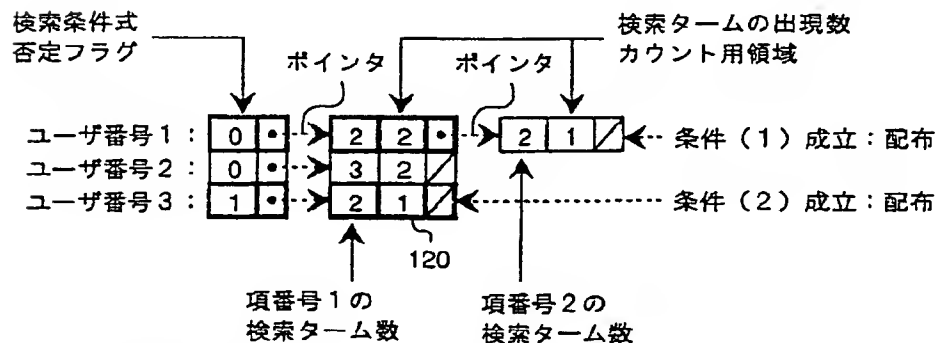 検索条件式
否定フラグ
ポインタ
ポインタ
検索タームの出現数
カウント用領域
ユーザ番号1： 0 2 2 2 1 条件（1）成立：配布
ユーザ番号2： 0 3 2
ユーザ番号3： 1 2 1 条件（2）成立：配布
120
項番号1の
検索ターム数
項番号2の
検索ターム数